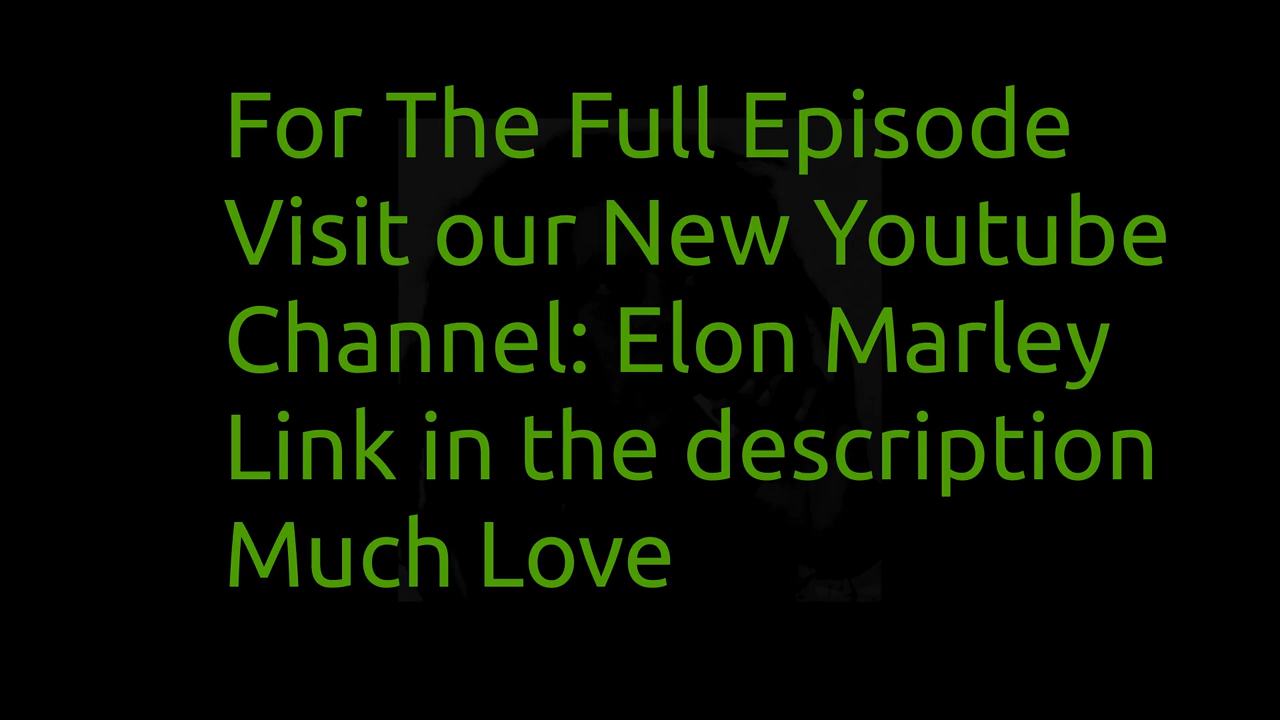 For The Full Episode
Visit our New Youtube
Channel: Elon Marley
Link in the description
Much Love